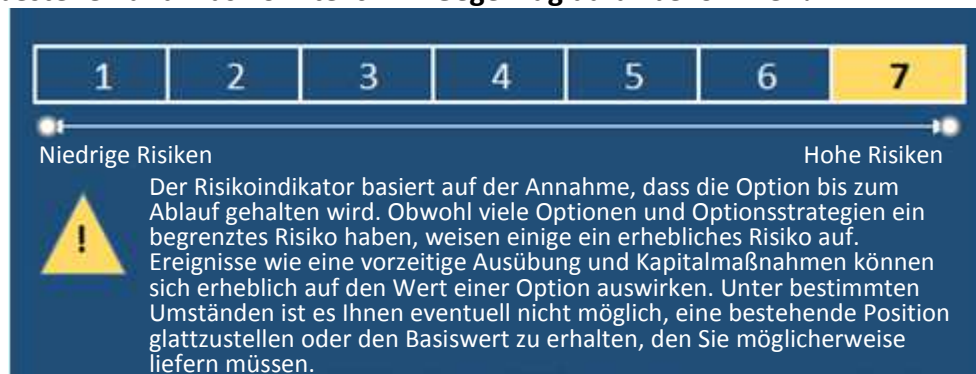 1 2 3 4 5 6 7
Niedrige Risiken Hohe Risiken
Der Risikoindikator basiert auf der Annahme, dass die Option bis zum
Ablauf gehalten wird. Obwohl viele Optionen und Optionsstrategien ein
! begrenztes Risiko haben, weisen einige ein erhebliches Risiko auf.
Ereignisse wie eine vorzeitige Ausübung und Kapitalmaßnahmen können
sich erheblich auf den Wert einer Option auswirken. Unter bestimmten
Umständen ist es Ihnen eventuell nicht möglich, eine bestehende Position
glattzustellen oder den Basiswert zu erhalten, den Sie möglicherweise
liefern müssen.